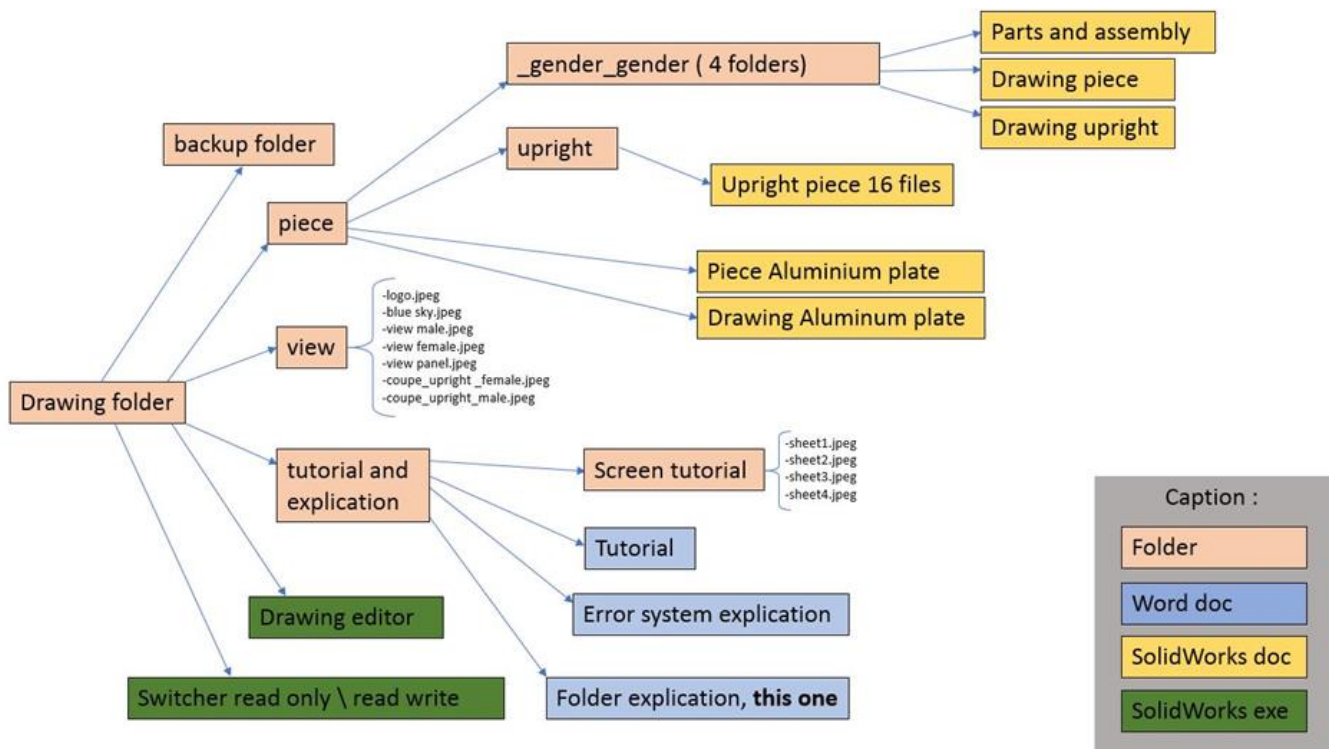 Parts and assembly
_gender_gender ( 4 folders)
Drawing piece
Drawing upright
backup folder
upright
Upright piece 16 files
piece
Piece Aluminium plate
Drawing Aluminum plate
view
-logo.jpeg
-blue sky.jpeg
-view male.jpeg
-view female.jpeg
-view panel.jpeg
-coupe_upright _female.jpeg
-coupe_upright_male.jpeg
Drawing folder
tutorial and
explication
Screen tutorial
-sheet1.jpeg
-sheet2.jpeg
-sheet3.jpeg
-sheet4.jpeg
Tutorial
Drawing editor
Error system explication
Switcher read only \ read write
Folder explication, this one
Caption :
Folder
Word doc
SolidWorks doc
SolidWorks exe